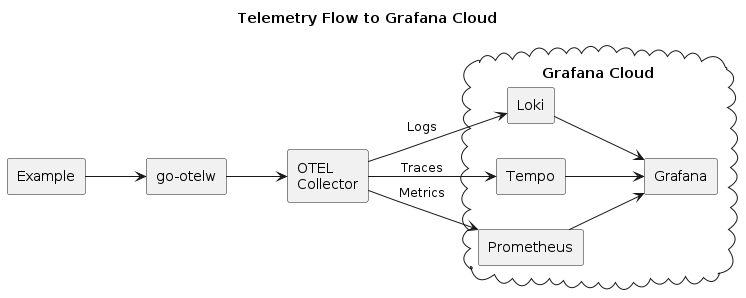 Telemetry Flow to Grafana Cloud
Grafana Cloud
Loki
Logs
Example
go-otelw
OTEL
Collector
Traces
Tempo
Grafana
Metrics
Prometheus